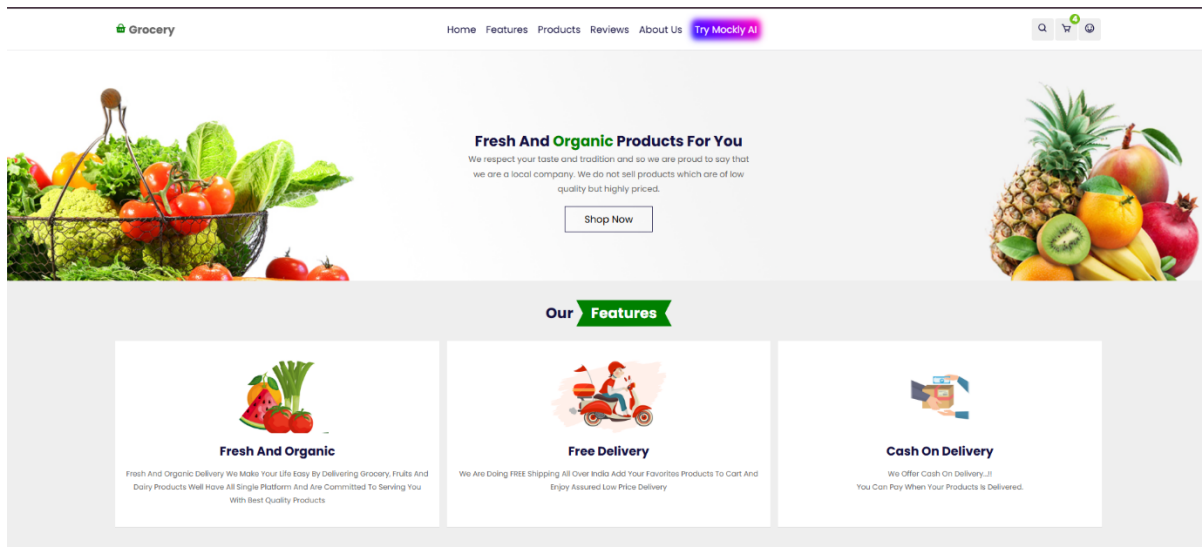 Grocery
Home Features Products Reviews About Us Try Mockly AI
4
Fresh And Organic Products For You
We respect your taste and tradition and so we are proud to say that
we are a local company. We do not sell products which are of low
quality but highly priced.
Shop Now
Our Features
Fresh And Organic
Fresh And Organic Delivery We Make Your Life Easy By Delivering Grocery, Fruits And
Dairy Products Well Have All Single Platform And Are Committed To Serving You
With Best Quality Products
Free Delivery
We Are Doing FREE Shipping All Over India Add Your Favorites Products To Cart And
Enjoy Assured Low Price Delivery
Cash On Delivery
We Offer Cash On Delivery...!!
You Can Pay When Your Products Is Delivered.